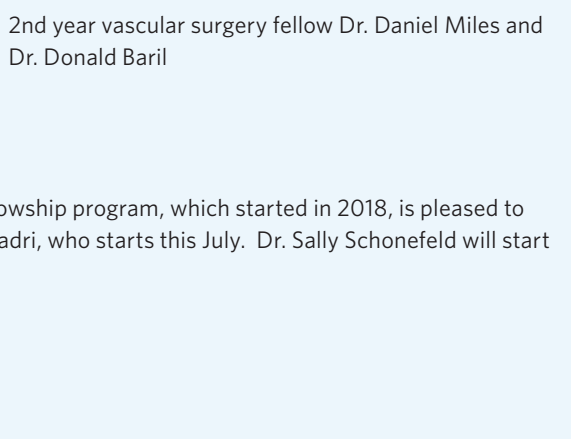 2nd year vascular surgery fellow Dr. Daniel Miles and
Dr. Donald Baril
owship program, which started in 2018, is pleased to
adri, who starts this July. Dr. Sally Schonefeld will start